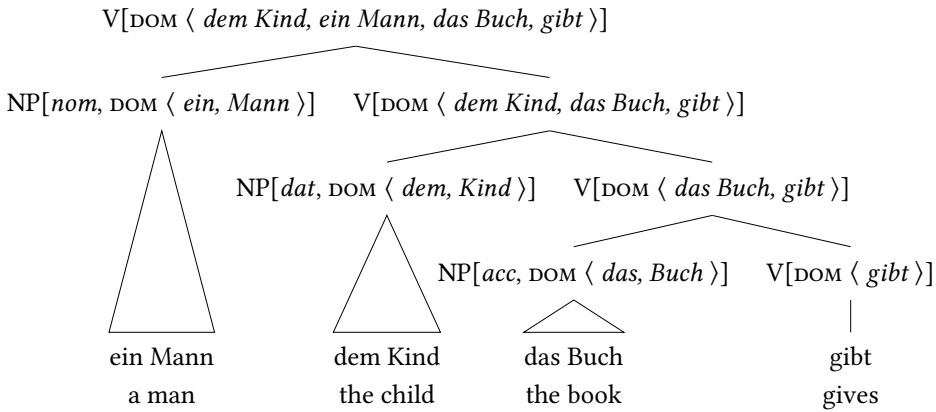 V[DOM ⟨ dem Kind, ein Mann, das Buch, gibt ⟩]
NP[nom, DOM ⟨ ein, Mann ⟩] V[DOM ⟨ dem Kind, das Buch, gibt ⟩]
NP[dat, DOM ⟨ dem, Kind ⟩] V[DOM ⟨ das Buch, gibt ⟩]
NP[acc, DOM ⟨ das, Buch ⟩] V[DOM ⟨ gibt ⟩]
ein Mann dem Kind das Buch gibt
a man the child the book gives